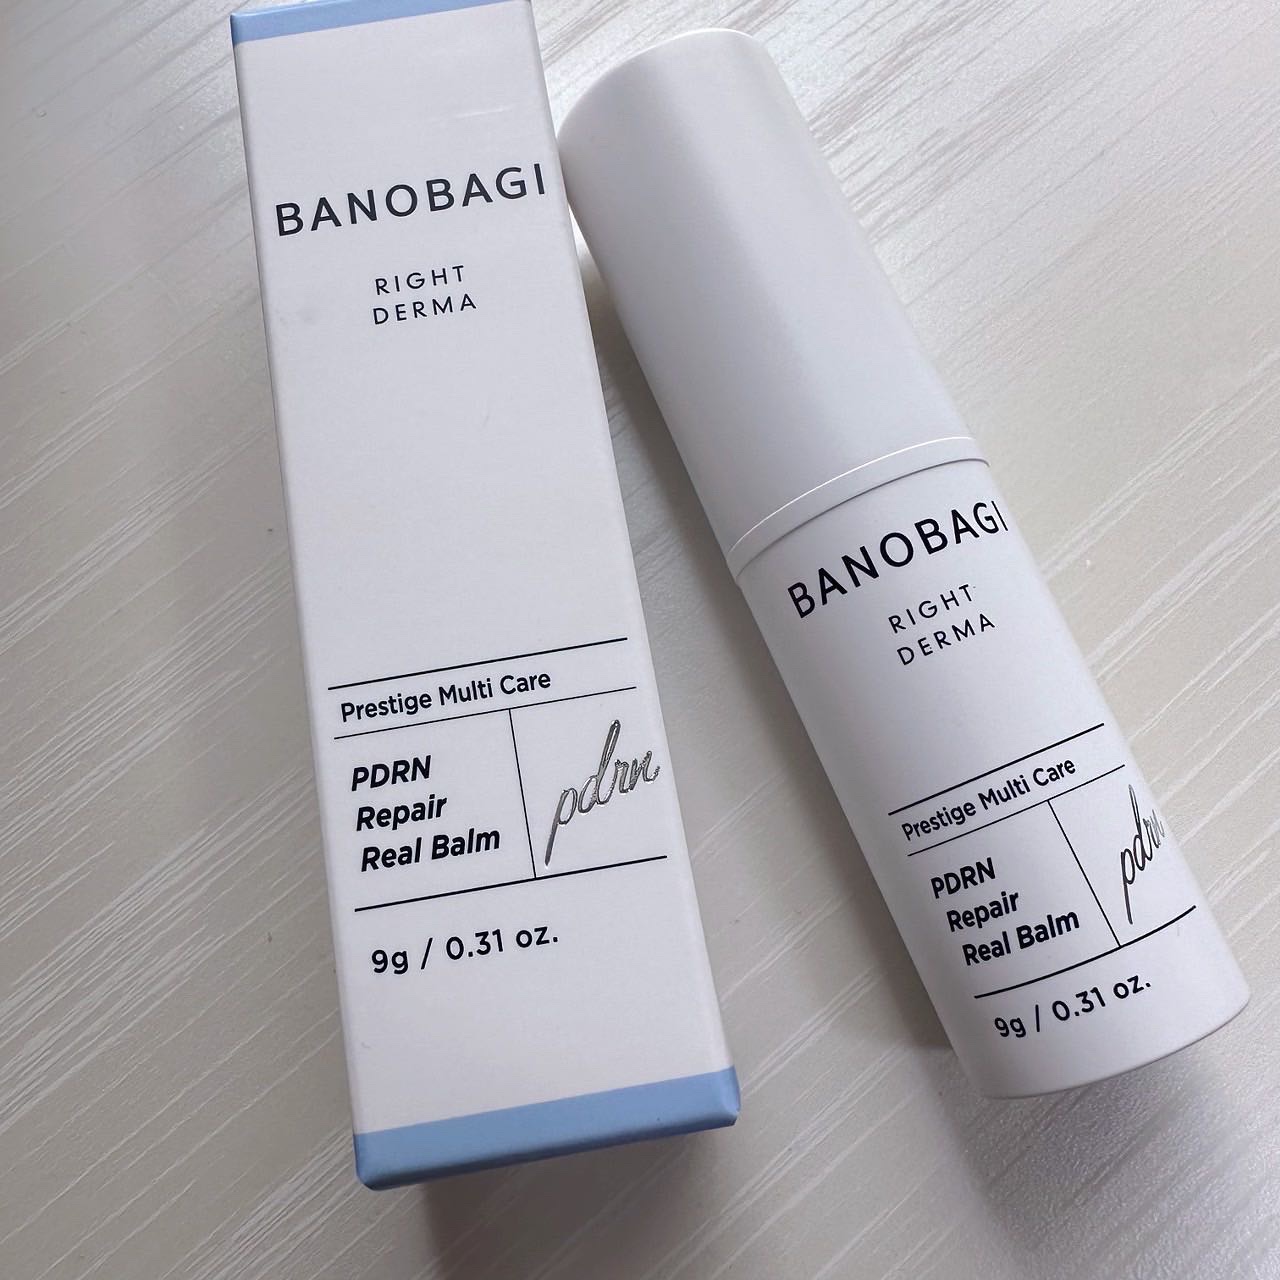 BANOBAGI
RIGHT
DERMA
Prestige Multi Care
PDRN
Repair
Real Balm
pdrn
9g / 0.31 oz.
BANOBAGI
RIGHT
DERMA
Prestige Multi Care
PDRN
Repair
Real Balm
pdrn
9g / 0.31 oz.